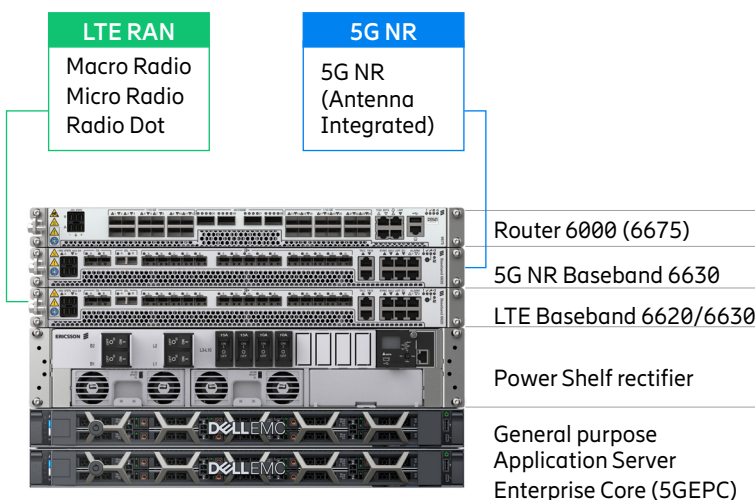 LTE RAN
Macro Radio
Micro Radio
Radio Dot
5G NR
5G NR
(Antenna
Integrated)
Router 6000 (6675)
5G NR Baseband 6630
LTE Baseband 6620/6630
ERICSSON
Power Shelf rectifier
DELLEMC
DELLEMC
General purpose
Application Server
Enterprise Core (5GEPC)